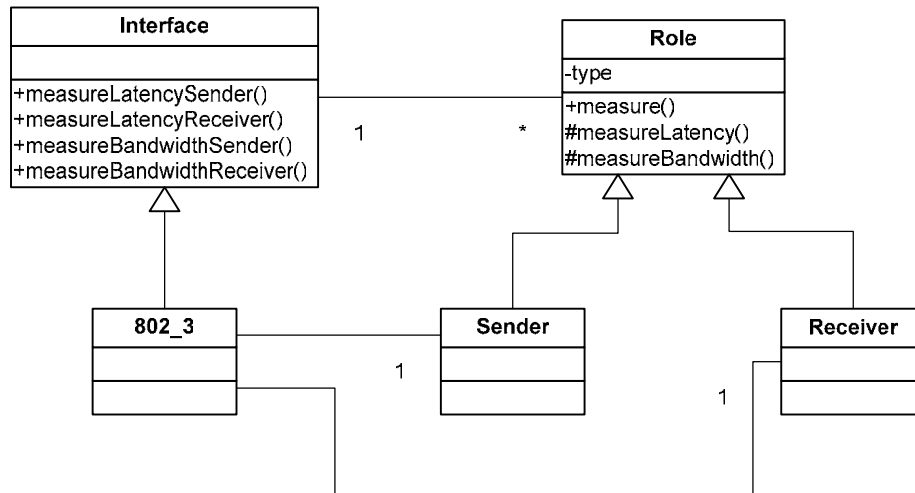 Interface
+measureLatencySender()
+measureLatencyReceiver()
+measureBandwidthSender()
+measureBandwidthReceiver()
1
*
Role
-type
+measure()
#measureLatency()
#measureBandwidth()
802_3
1
Sender
1
Receiver